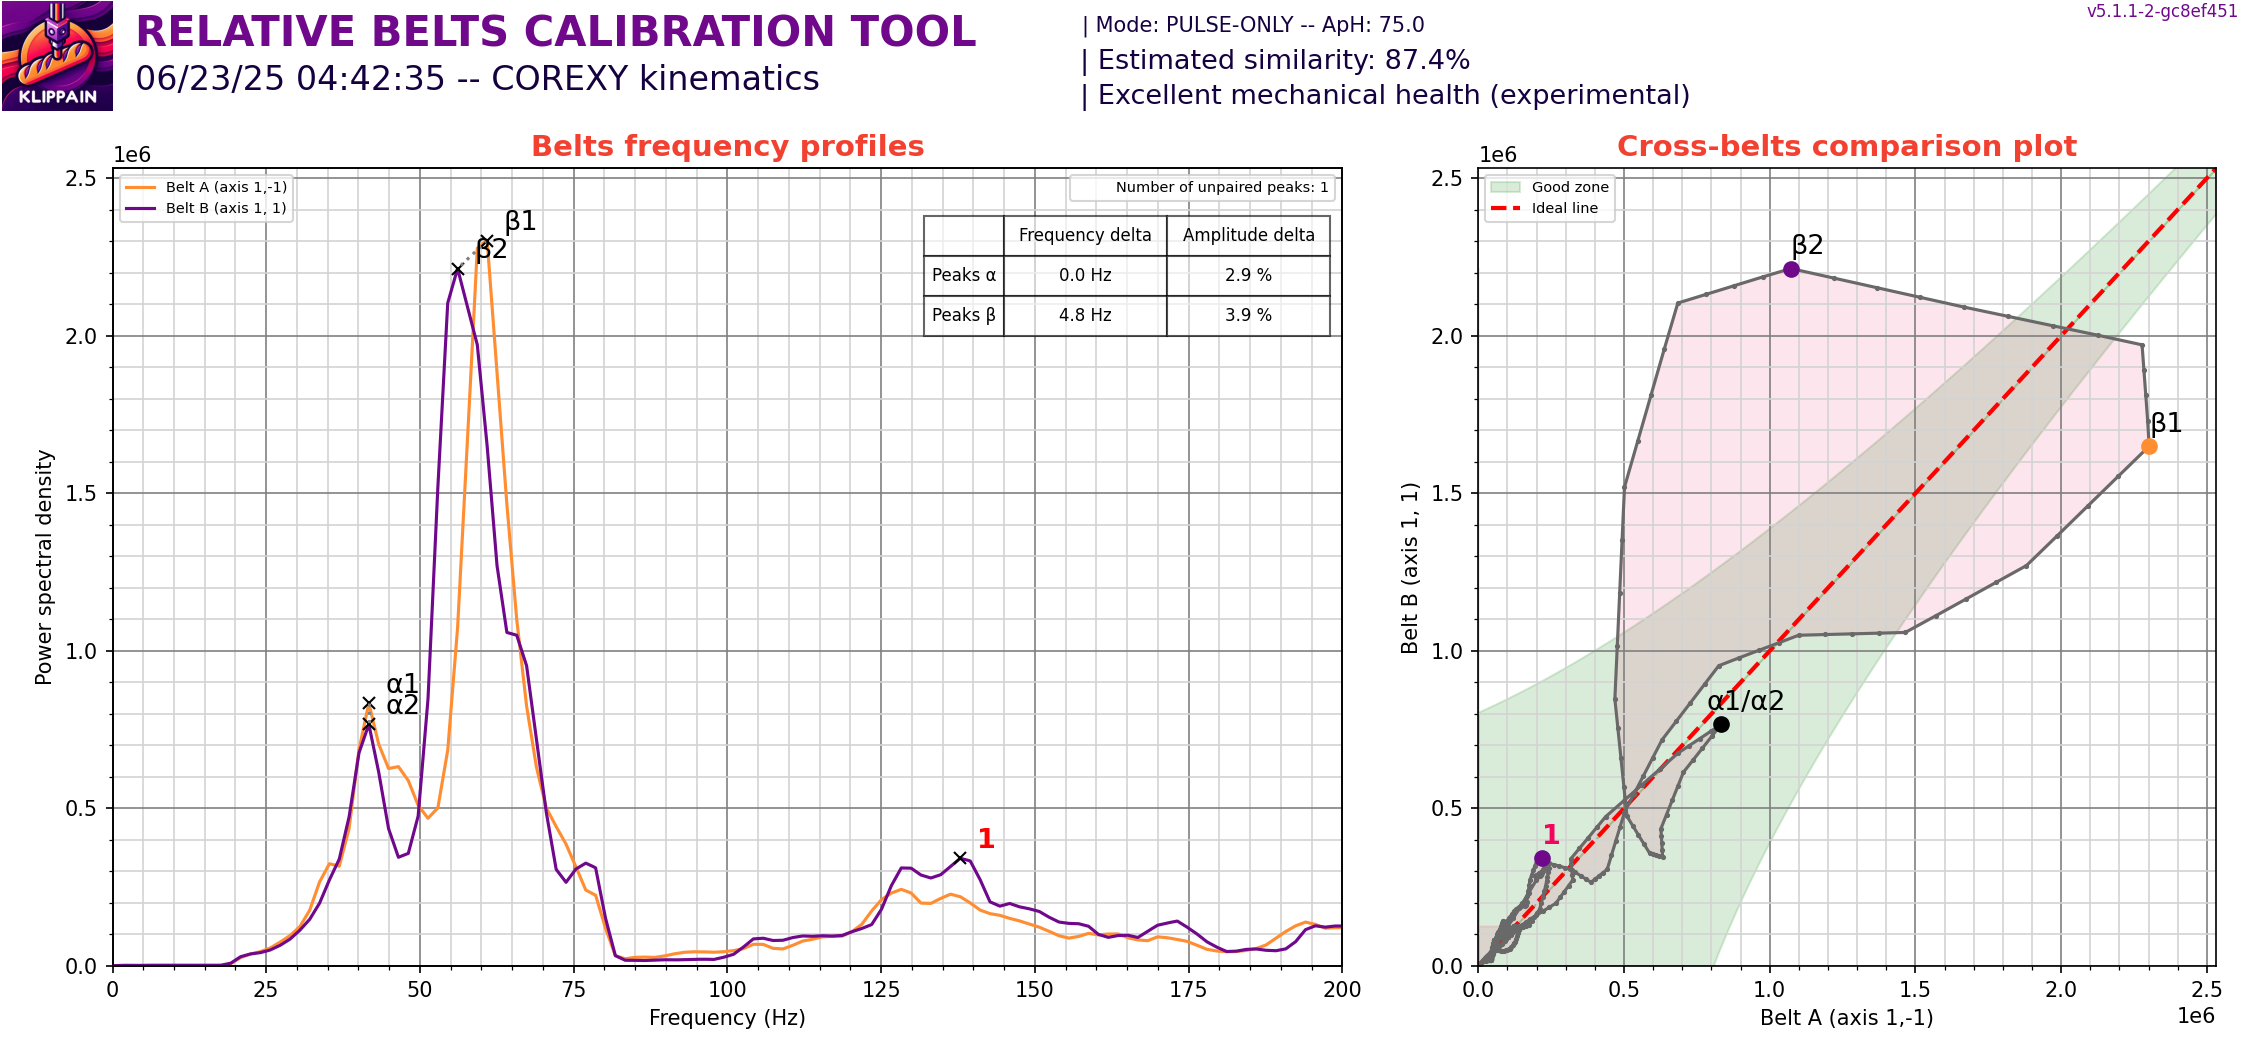 KLIPPAIN
RELATIVE BELTS CALIBRATION TOOL
06/23/25 04:42:35 -- COREXY kinematics
| Mode: PULSE-ONLY -- ApH: 75.0
| Estimated similarity: 87.4%
| Excellent mechanical health (experimental)
v5.1.1-2-gc8ef451
Belts frequency profiles
1e6
Belt A (axis 1,-1)
Belt B (axis 1, 1)
Number of unpaired peaks: 1
Frequency delta Amplitude delta
Peaks α 0.0 Hz 2.9 %
Peaks β 4.8 Hz 3.9 %
β1
β2
α1
α2
1
2.5
2.0
1.5
1.0
0.5
0.0
Power spectral density
0 25 50 75 100 125 150 175 200
Frequency (Hz)
Cross-belts comparison plot
1e6
Good zone
Ideal line
β2
β1
α1/α2
1
2.5
2.0
1.5
1.0
0.5
0.0
Belt B (axis 1, 1)
0.0 0.5 1.0 1.5 2.0 2.5
1e6
Belt A (axis 1,-1)